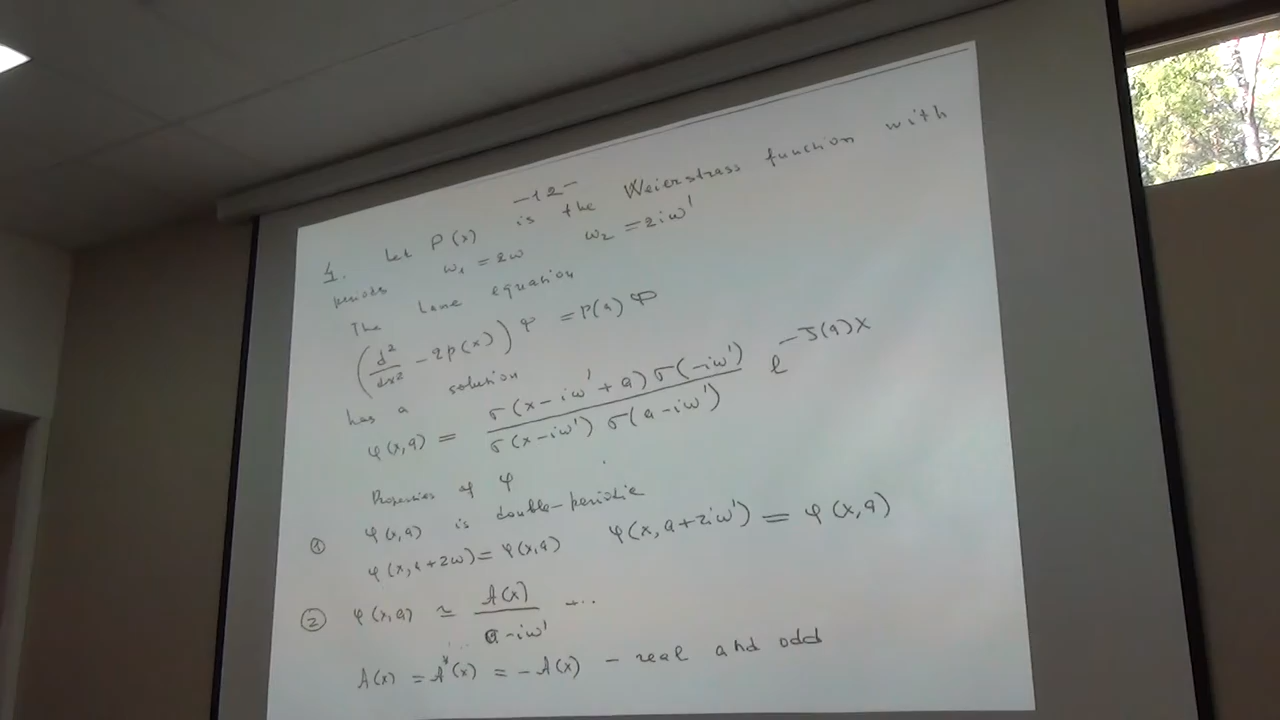 -12-
4. Let P(x) is the Weierstrass function with
periods ω₁ = 2ω ω₂ = 2iω'
The Lame equation
(d²/dx² - 2p(x)) φ = P(a) φ
has a solution
φ(x,a) = σ(x-iω'+a) σ(-iω') / σ(x-iω') σ(a-iω') e^{-ζ(a)x}
Properties of φ
① φ(x,a) is double-periodic
φ(x,a+2ω) = φ(x,a) φ(x,a+2iω') = φ(x,a)
② φ(x,a) ≃ A(x) / a-iω' + ...
A(x) = A*(x) = -A(x) - real and odd